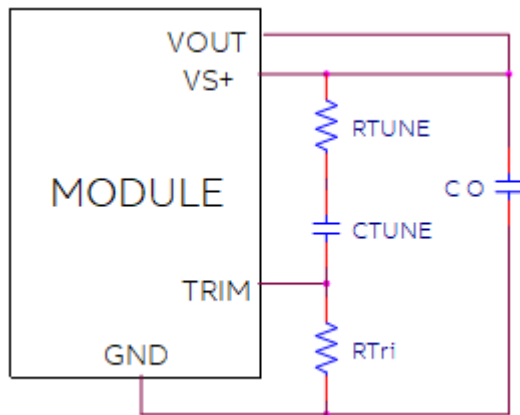 VOUT
VS+
RTUNE
MODULE
C O
CTUNE
TRIM
RTri
GND